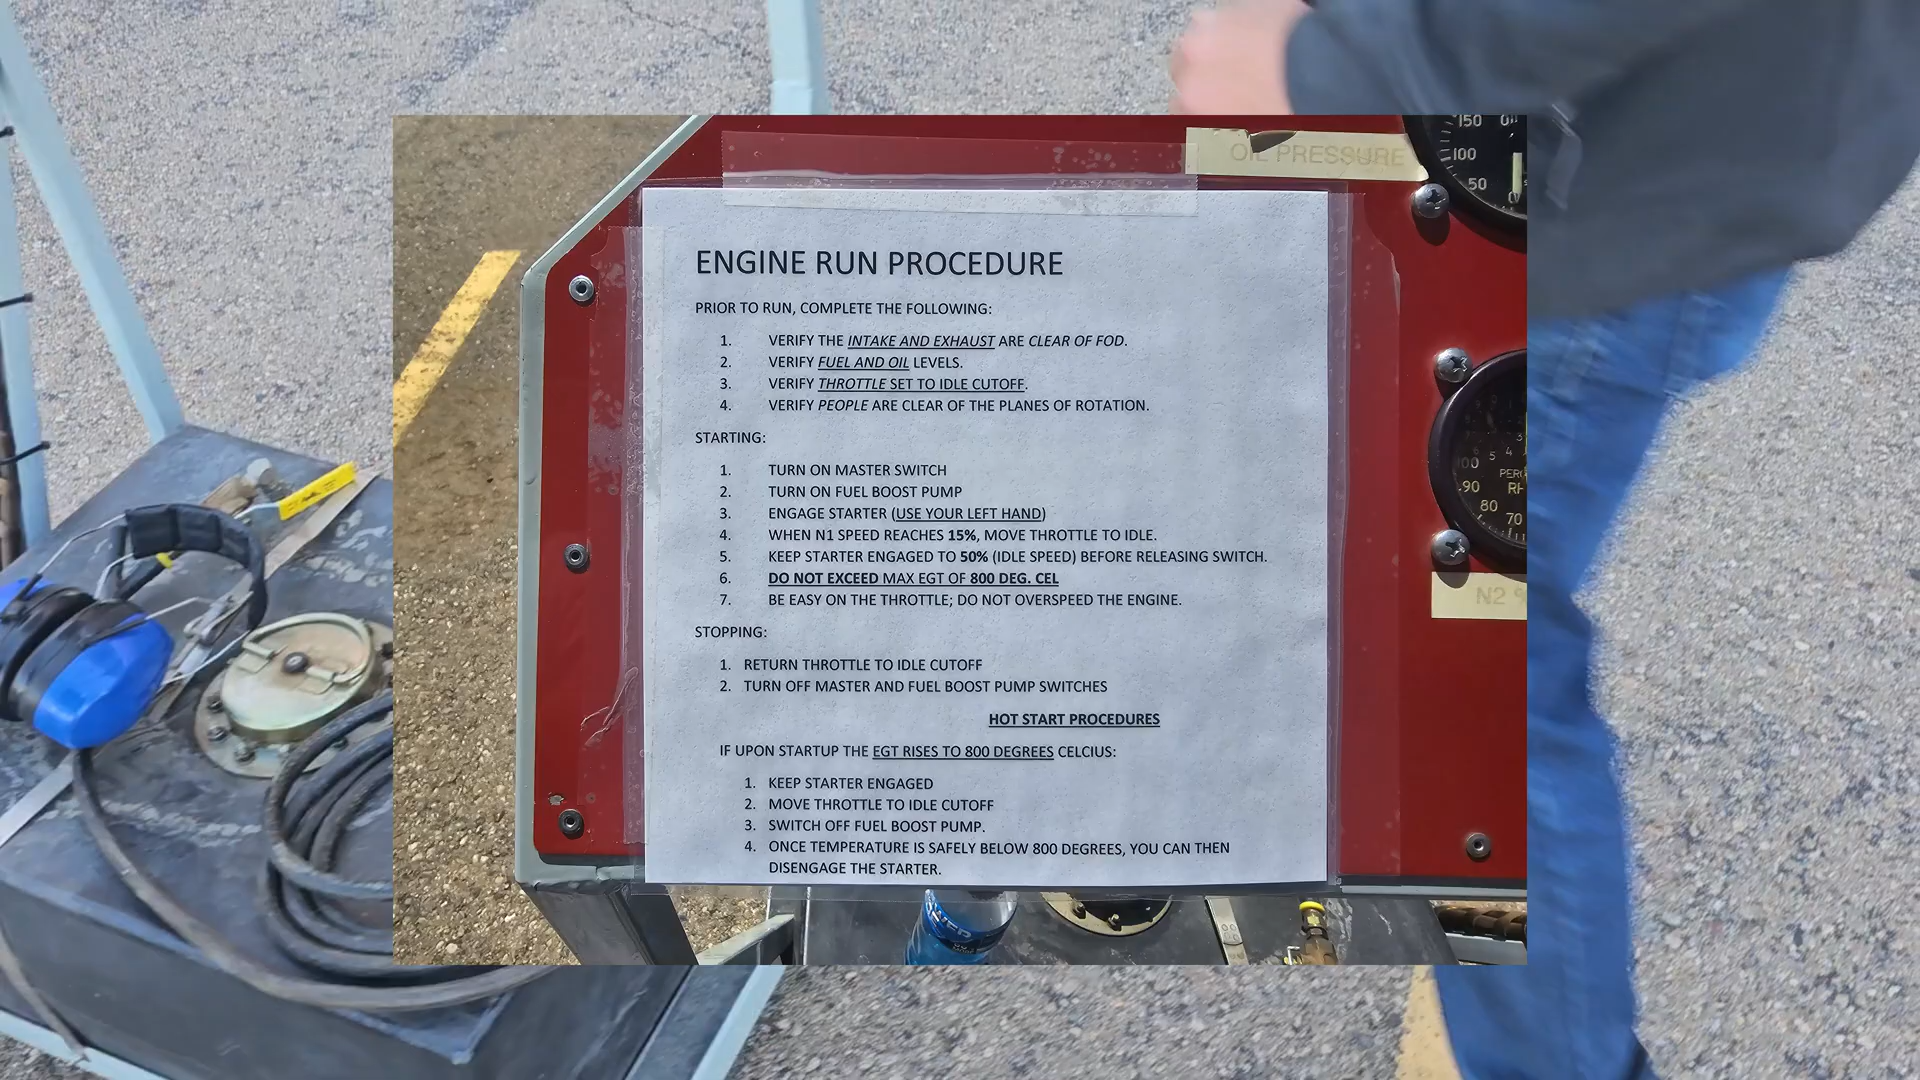 150
100
50
0
OIL PRESSURE
ENGINE RUN PROCEDURE
PRIOR TO RUN, COMPLETE THE FOLLOWING:
1. VERIFY THE INTAKE AND EXHAUST ARE CLEAR OF FOD.
2. VERIFY FUEL AND OIL LEVELS.
3. VERIFY THROTTLE SET TO IDLE CUTOFF.
4. VERIFY PEOPLE ARE CLEAR OF THE PLANES OF ROTATION.
STARTING:
1. TURN ON MASTER SWITCH
2. TURN ON FUEL BOOST PUMP
3. ENGAGE STARTER (USE YOUR LEFT HAND)
4. WHEN N1 SPEED REACHES 15%, MOVE THROTTLE TO IDLE.
5. KEEP STARTER ENGAGED TO 50% (IDLE SPEED) BEFORE RELEASING SWITCH.
6. DO NOT EXCEED MAX EGT OF 800 DEG. CEL
7. BE EASY ON THE THROTTLE; DO NOT OVERSPEED THE ENGINE.
STOPPING:
1. RETURN THROTTLE TO IDLE CUTOFF
2. TURN OFF MASTER AND FUEL BOOST PUMP SWITCHES
HOT START PROCEDURES
IF UPON STARTUP THE EGT RISES TO 800 DEGREES CELCIUS:
1. KEEP STARTER ENGAGED
2. MOVE THROTTLE TO IDLE CUTOFF
3. SWITCH OFF FUEL BOOST PUMP.
4. ONCE TEMPERATURE IS SAFELY BELOW 800 DEGREES, YOU CAN THEN
DISENGAGE THE STARTER.
3
5 4
100
90
80
70
N2 %